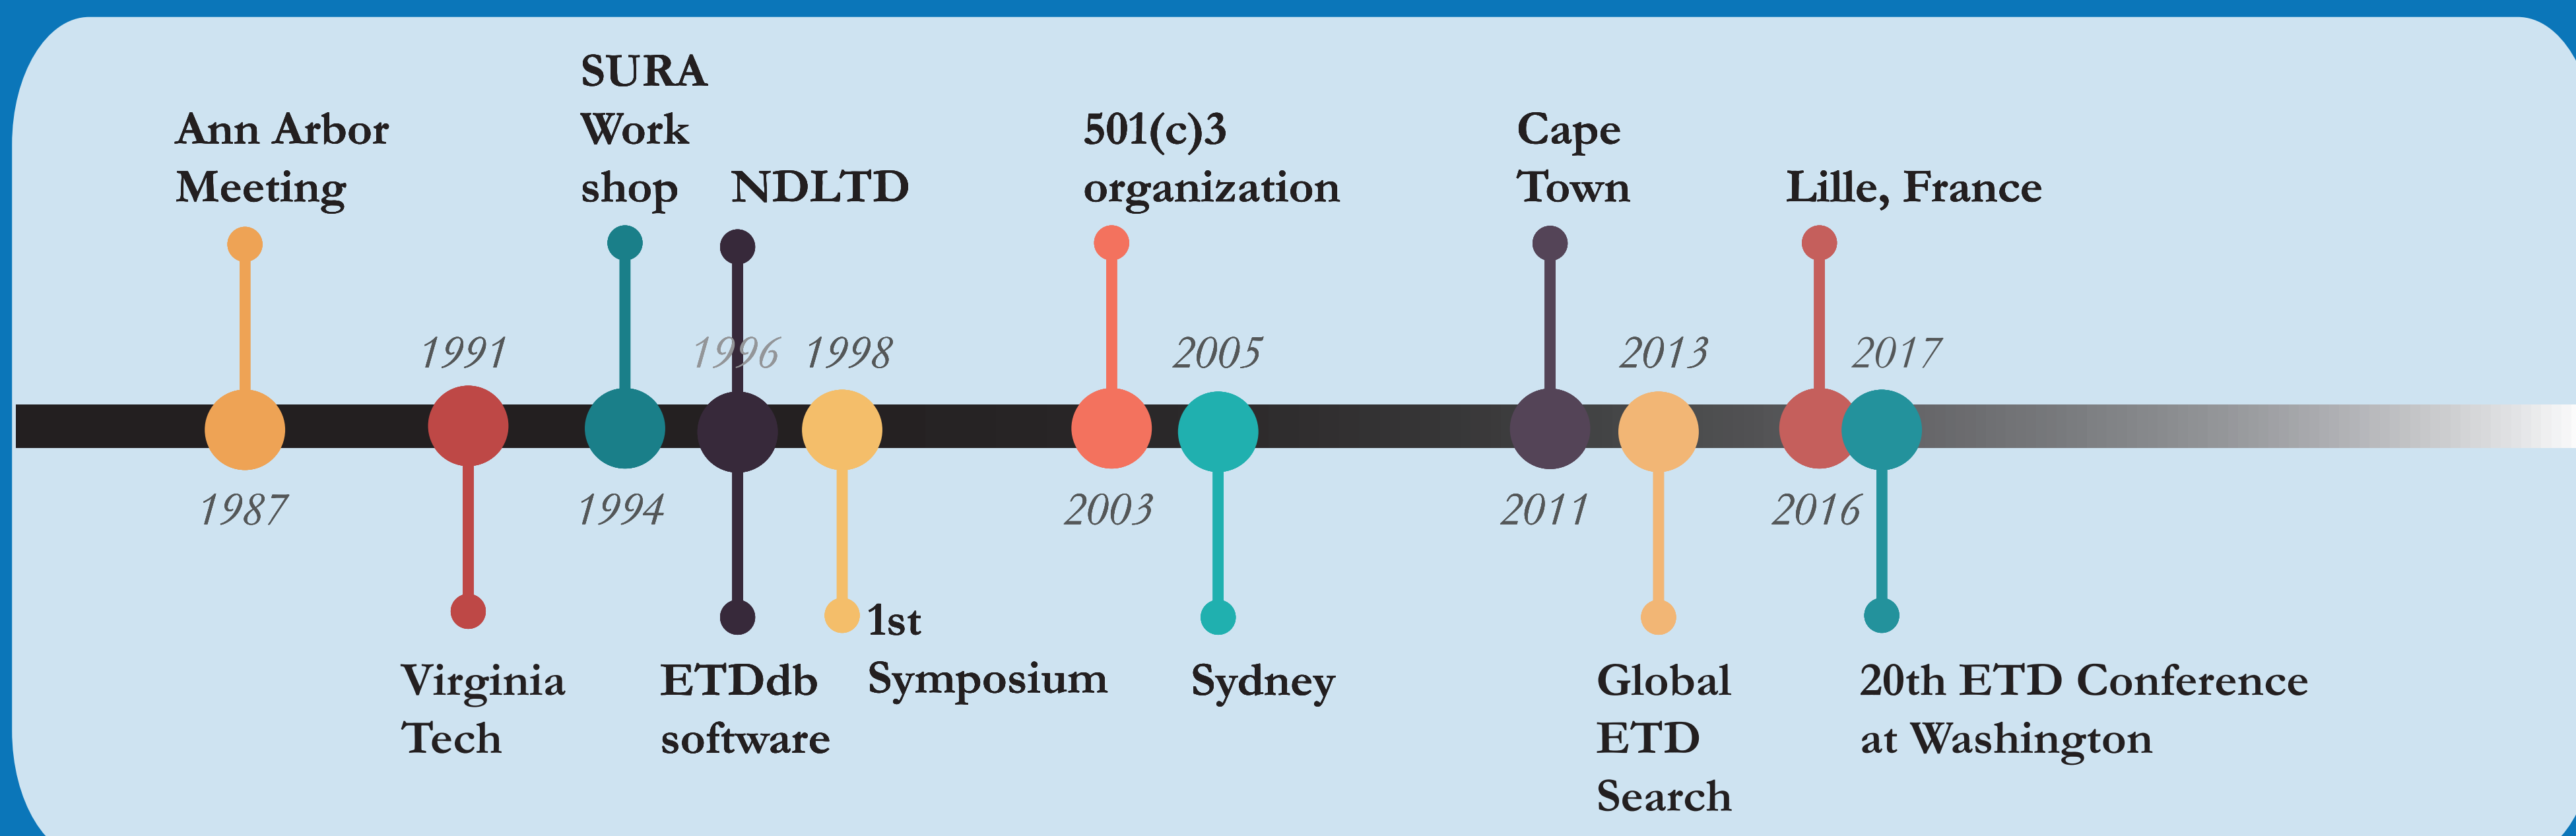 Ann Arbor
Meeting
1987
1991
Virginia
Tech
SURA
Work
shop
1994
NDLTD
1996
ETDdb
software
1998
1st
Symposium
501(c)3
organization
2003
2005
Sydney
Cape
Town
2011
2013
Global
ETD
Search
Lille, France
2016
2017
20th ETD Conference
at Washington